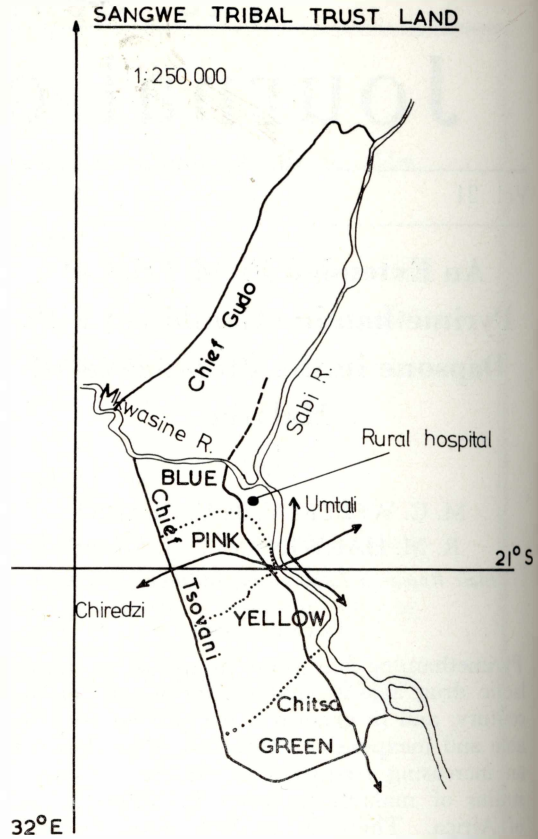 SANGWE TRIBAL TRUST LAND
1:250,000
Chief Gudo
Sabi R.
Mkwasine R.
Rural hospital
BLUE
Umtali
Chief Tsovani
PINK
21°S
Chiredzi
YELLOW
Chitsa
GREEN
32°E